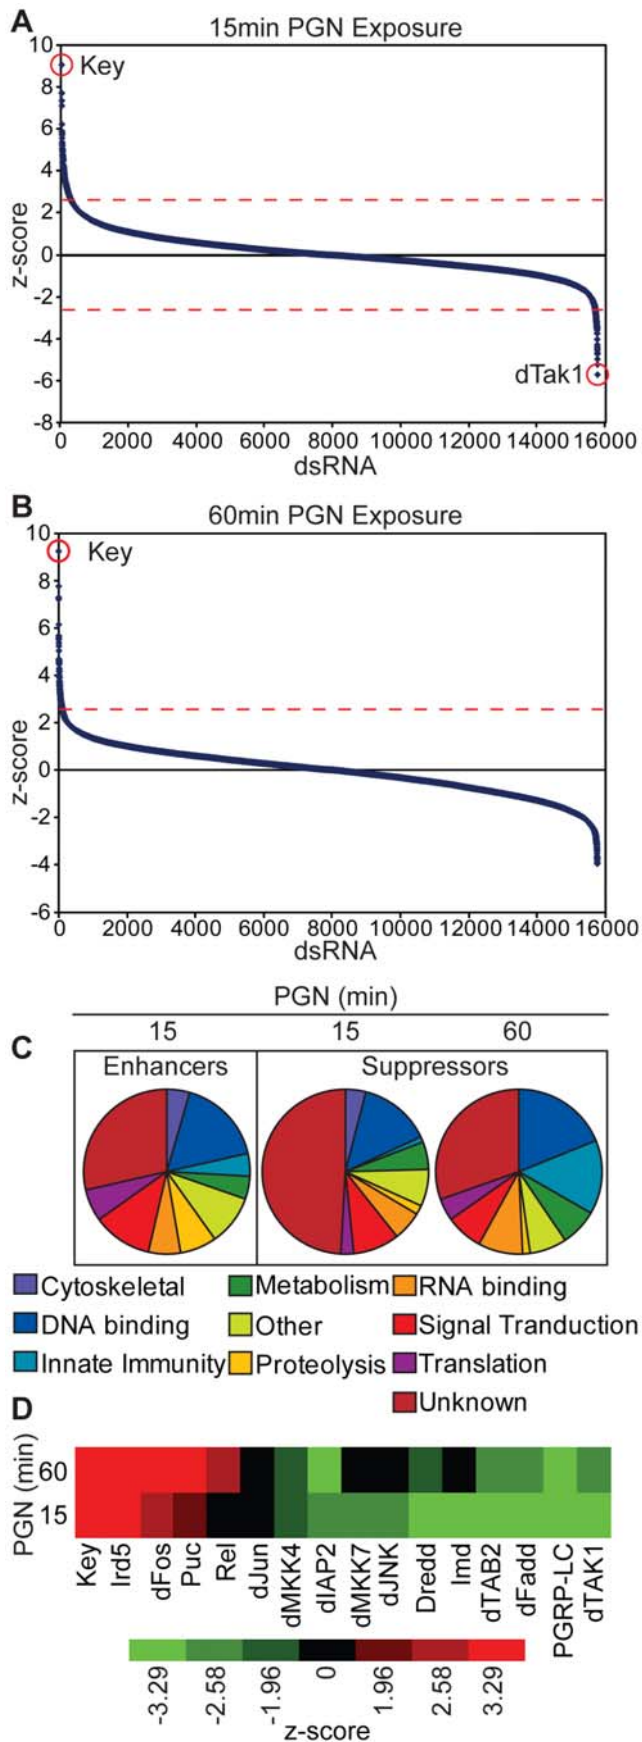 A
15min PGN Exposure
10
8
6
4
2
0
-2
-4
-6
-8
z-score
Key
dTak1
0 2000 4000 6000 8000 10000 12000 14000 16000
dsRNA
B
60min PGN Exposure
10
8
6
4
2
0
-2
-4
-6
z-score
Key
0 2000 4000 6000 8000 10000 12000 14000 16000
dsRNA
PGN (min)
15 15 60
C
Enhancers Suppressors
Cytoskeletal Metabolism RNA binding
DNA binding Other Signal Tranduction
Innate Immunity Proteolysis Translation
Unknown
D
PGN (min)
60
15
Key Ird5 dFos Puc Rel dJun dMKK4 dIAP2 dMKK7 dJNK Dredd Imd dTAB2 dFadd PGRP-LC dTAK1
-3.29 -2.58 -1.96 0 1.96 2.58 3.29
z-score